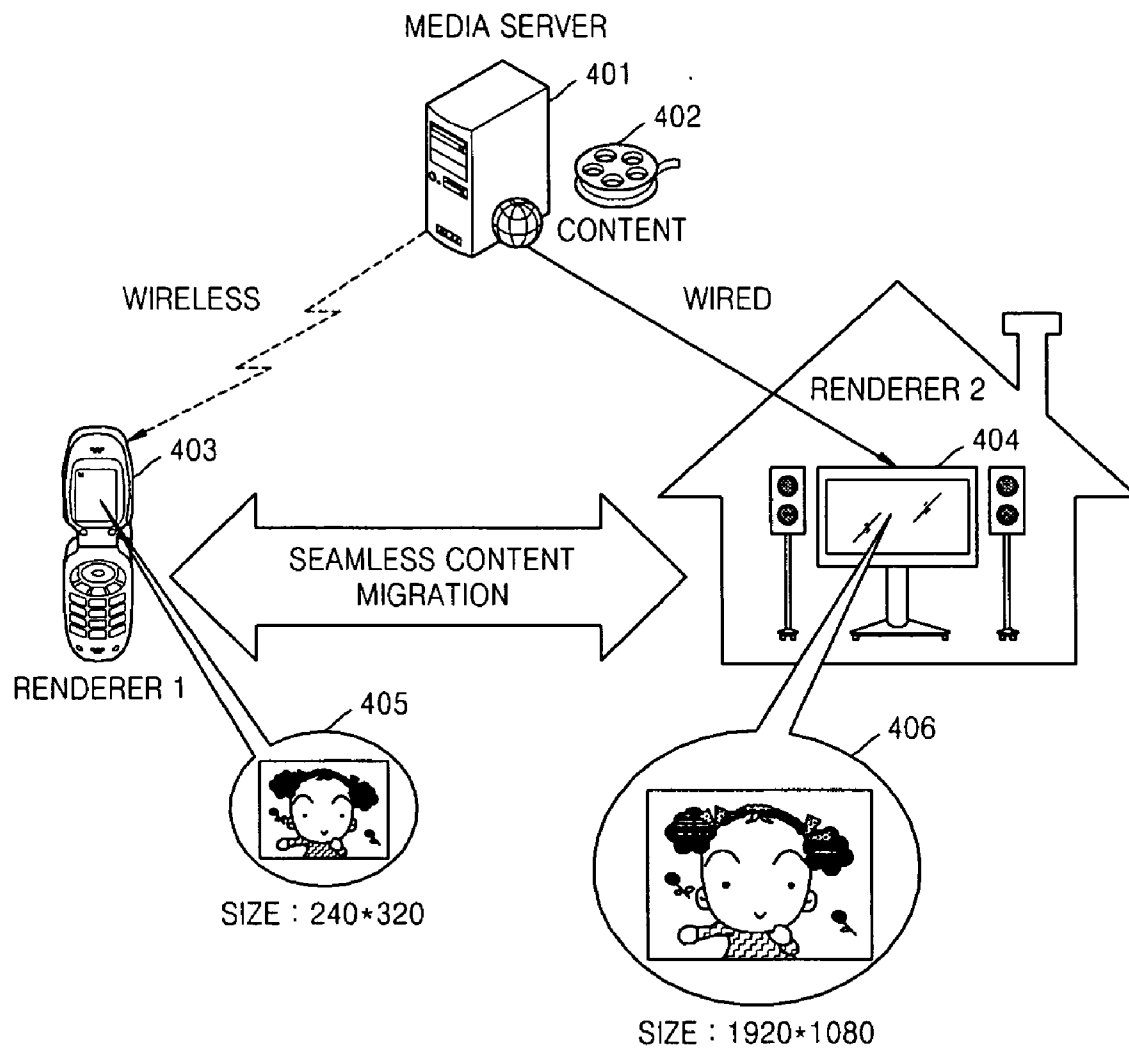 MEDIA SERVER
401
402
CONTENT
WIRELESS
WIRED
RENDERER 2
403
404
SEAMLESS CONTENT
MIGRATION
RENDERER 1
405
406
SIZE : 240*320
SIZE : 1920*1080